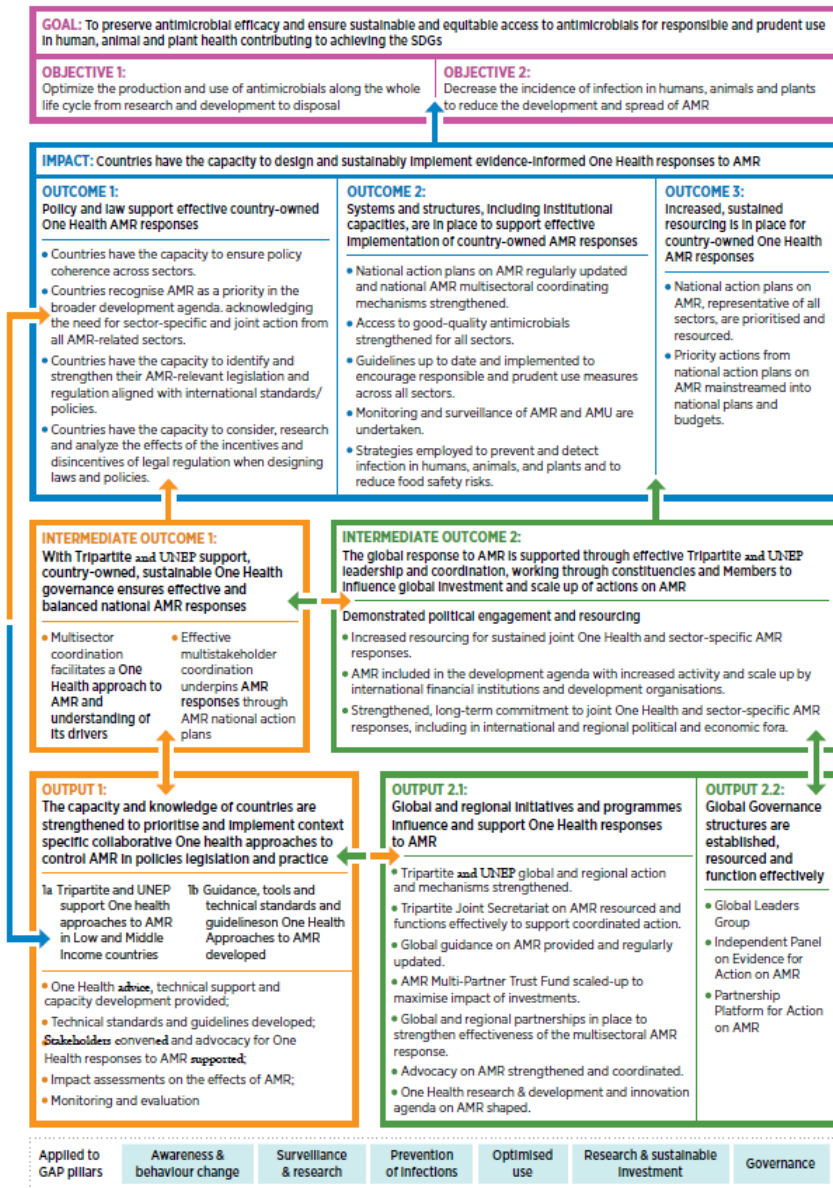 GOAL: To preserve antimicrobial efficacy and ensure sustainable and equitable access to antimicrobials for responsible and prudent use
in human, animal and plant health contributing to achieving the SDGs
OBJECTIVE 1:
Optimize the production and use of antimicrobials along the whole
life cycle from research and development to disposal
OBJECTIVE 2:
Decrease the incidence of infection in humans, animals and plants
to reduce the development and spread of AMR
IMPACT: Countries have the capacity to design and sustainably implement evidence-informed One Health responses to AMR
OUTCOME 1:
Policy and law support effective country-owned
One Health AMR responses
• Countries have the capacity to ensure policy
coherence across sectors.
• Countries recognise AMR as a priority in the
broader development agenda. acknowledging
the need for sector-specific and joint action from
all AMR-related sectors.
• Countries have the capacity to identify and
strengthen their AMR-relevant legislation and
regulation aligned with international standards/
policies.
• Countries have the capacity to consider, research
and analyze the effects of the incentives and
disincentives of legal regulation when designing
laws and policies.
OUTCOME 2:
Systems and structures, including institutional
capacities, are in place to support effective
implementation of country-owned AMR responses
• National action plans on AMR regularly updated
and national AMR multisectoral coordinating
mechanisms strengthened.
• Access to good-quality antimicrobials
strengthened for all sectors.
• Guidelines up to date and implemented to
encourage responsible and prudent use measures
across all sectors.
• Monitoring and surveillance of AMR and AMU are
undertaken.
• Strategies employed to prevent and detect
infection in humans, animals, and plants and to
reduce food safety risks.
OUTCOME 3:
Increased, sustained
resourcing is in place for
country-owned One Health
AMR responses
• National action plans on
AMR, representative of all
sectors, are prioritised and
resourced.
• Priority actions from
national action plans on
AMR mainstreamed into
national plans and
budgets.
INTERMEDIATE OUTCOME 1:
With Tripartite and UNEP support,
country-owned, sustainable One Health
governance ensures effective and
balanced national AMR responses
• Multisector
coordination
facilitates a One
Health approach to
AMR and
understanding of
its drivers
• Effective
multistakeholder
coordination
underpins AMR
responses through
AMR national action
plans
INTERMEDIATE OUTCOME 2:
The global response to AMR is supported through effective Tripartite and UNEP
leadership and coordination, working through constituencies and Members to
influence global investment and scale up of actions on AMR
Demonstrated political engagement and resourcing
• Increased resourcing for sustained joint One Health and sector-specific AMR
responses.
• AMR included in the development agenda with increased activity and scale up by
international financial institutions and development organisations.
• Strengthened, long-term commitment to joint One Health and sector-specific AMR
responses, including in international and regional political and economic fora.
OUTPUT 1:
The capacity and knowledge of countries are
strengthened to prioritise and implement context
specific collaborative One health approaches to
control AMR in policies legislation and practice
1a Tripartite and UNEP
support One health
approaches to AMR
in Low and Middle
Income countries
1b Guidance, tools and
technical standards and
guidelineson One Health
Approaches to AMR
developed
• One Health advice, technical support and
capacity development provided;
• Technical standards and guidelines developed;
Stakeholders convened and advocacy for One
Health responses to AMR supported;
• Impact assessments on the effects of AMR;
• Monitoring and evaluation
OUTPUT 2.1:
Global and regional initiatives and programmes
influence and support One Health responses
to AMR
• Tripartite and UNEP global and regional action
and mechanisms strengthened.
• Tripartite Joint Secretariat on AMR resourced and
functions effectively to support coordinated action.
• Global guidance on AMR provided and regularly
updated.
• AMR Multi-Partner Trust Fund scaled-up to
maximise impact of investments.
• Global and regional partnerships in place to
strengthen effectiveness of the multisectoral AMR
response.
• Advocacy on AMR strengthened and coordinated.
• One Health research & development and innovation
agenda on AMR shaped.
OUTPUT 2.2:
Global Governance
structures are
established,
resourced and
function effectively
• Global Leaders
Group
• Independent Panel
on Evidence for
Action on AMR
• Partnership
Platform for Action
on AMR
Applied to
GAP pillars
Awareness &
behaviour change
Surveillance
& research
Prevention
of infections
Optimised
use
Research & sustainable
investment
Governance